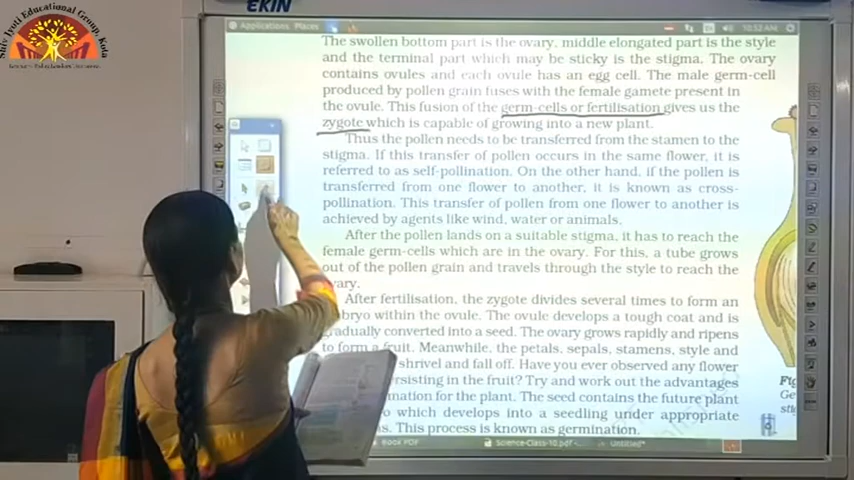 Shiv Jyoti Educational Group, Kota
EKIN
Applications Places
10:52 AM
The swollen bottom part is the ovary, middle elongated part is the style
and the terminal part which may be sticky is the stigma. The ovary
contains ovules and each ovule has an egg cell. The male germ-cell
produced by pollen grain fuses with the female gamete present in
the ovule. This fusion of the germ-cells or fertilisation gives us the
zygote which is capable of growing into a new plant.
Thus the pollen needs to be transferred from the stamen to the
stigma. If this transfer of pollen occurs in the same flower, it is
referred to as self-pollination. On the other hand, if the pollen is
transferred from one flower to another, it is known as cross-
pollination. This transfer of pollen from one flower to another is
achieved by agents like wind, water or animals.
After the pollen lands on a suitable stigma, it has to reach the
female germ-cells which are in the ovary. For this, a tube grows
out of the pollen grain and travels through the style to reach the
vary.
After fertilisation, the zygote divides several times to form an
bryo within the ovule. The ovule develops a tough coat and is
gradually converted into a seed. The ovary grows rapidly and ripens
to form a fruit. Meanwhile, the petals, sepals, stamens, style and
shrivel and fall off. Have you ever observed any flower
rsisting in the fruit? Try and work out the advantages
mation for the plant. The seed contains the future plant
o which develops into a seedling under appropriate
s. This process is known as germination.
Fig
Ge
sti
Book PDF
Science-Class-10.pdf
Untitled*